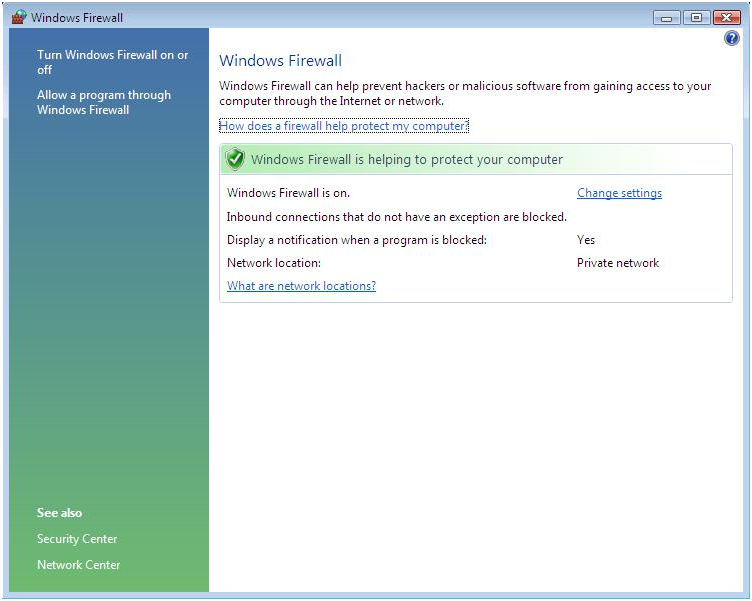 Windows Firewall
Turn Windows Firewall on or
off
Allow a program through
Windows Firewall
See also
Security Center
Network Center
Windows Firewall
Windows Firewall can help prevent hackers or malicious software from gaining access to your
computer through the Internet or network.
How does a firewall help protect my computer?
Windows Firewall is helping to protect your computer
Windows Firewall is on. Change settings
Inbound connections that do not have an exception are blocked.
Display a notification when a program is blocked: Yes
Network location: Private network
What are network locations?